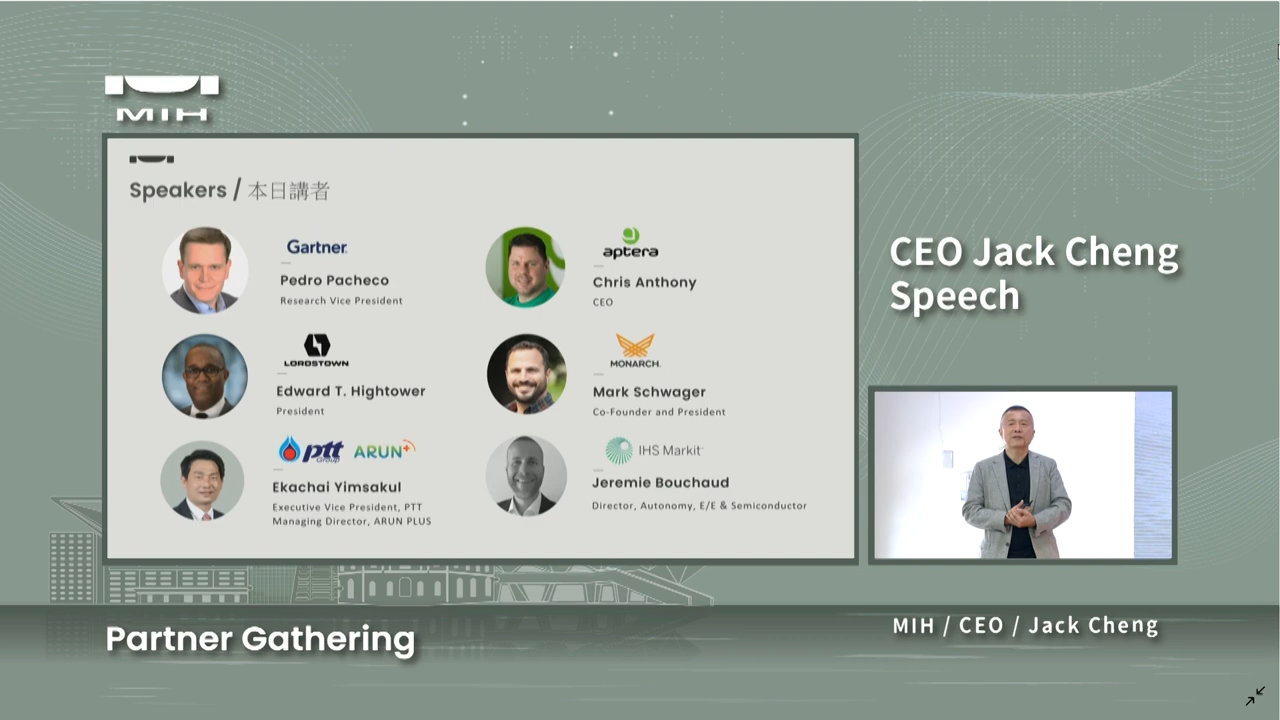 MIH
Speakers / 本日講者
Gartner
Pedro Pacheco
Research Vice President
aptera
Chris Anthony
CEO
LORDSTOWN
Edward T. Hightower
President
MONARCH
Mark Schwager
Co-Founder and President
ptt Group ARUN+
Ekachai Yimsakul
Executive Vice President, PTT
Managing Director, ARUN PLUS
IHS Markit
Jeremie Bouchaud
Director, Autonomy, E/E & Semiconductor
CEO Jack Cheng
Speech
Partner Gathering
MIH / CEO / Jack Cheng